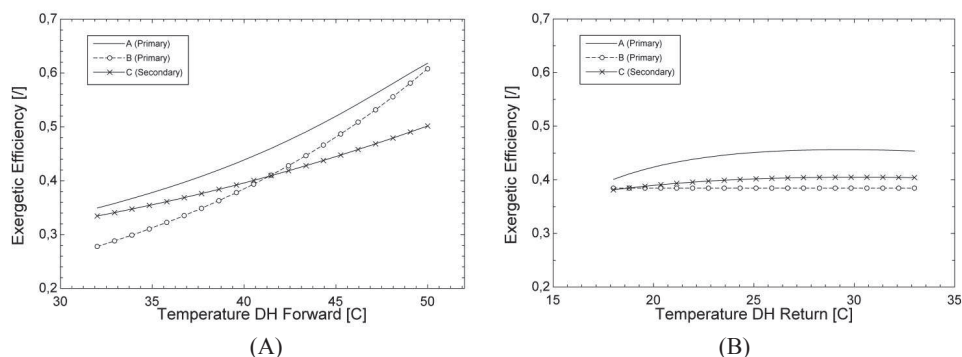 0,7
0,6
0,5
0,4
0,3
0,2
Exergetic Efficiency [/]
A (Primary)
B (Primary)
C (Secondary)
30 35 40 45 50
Temperature DH Forward [C]
(A)
0,7
0,6
0,5
0,4
0,3
0,2
Exergetic Efficiency [/]
A (Primary)
B (Primary)
C (Secondary)
15 20 25 30 35
Temperature DH Return [C]
(B)